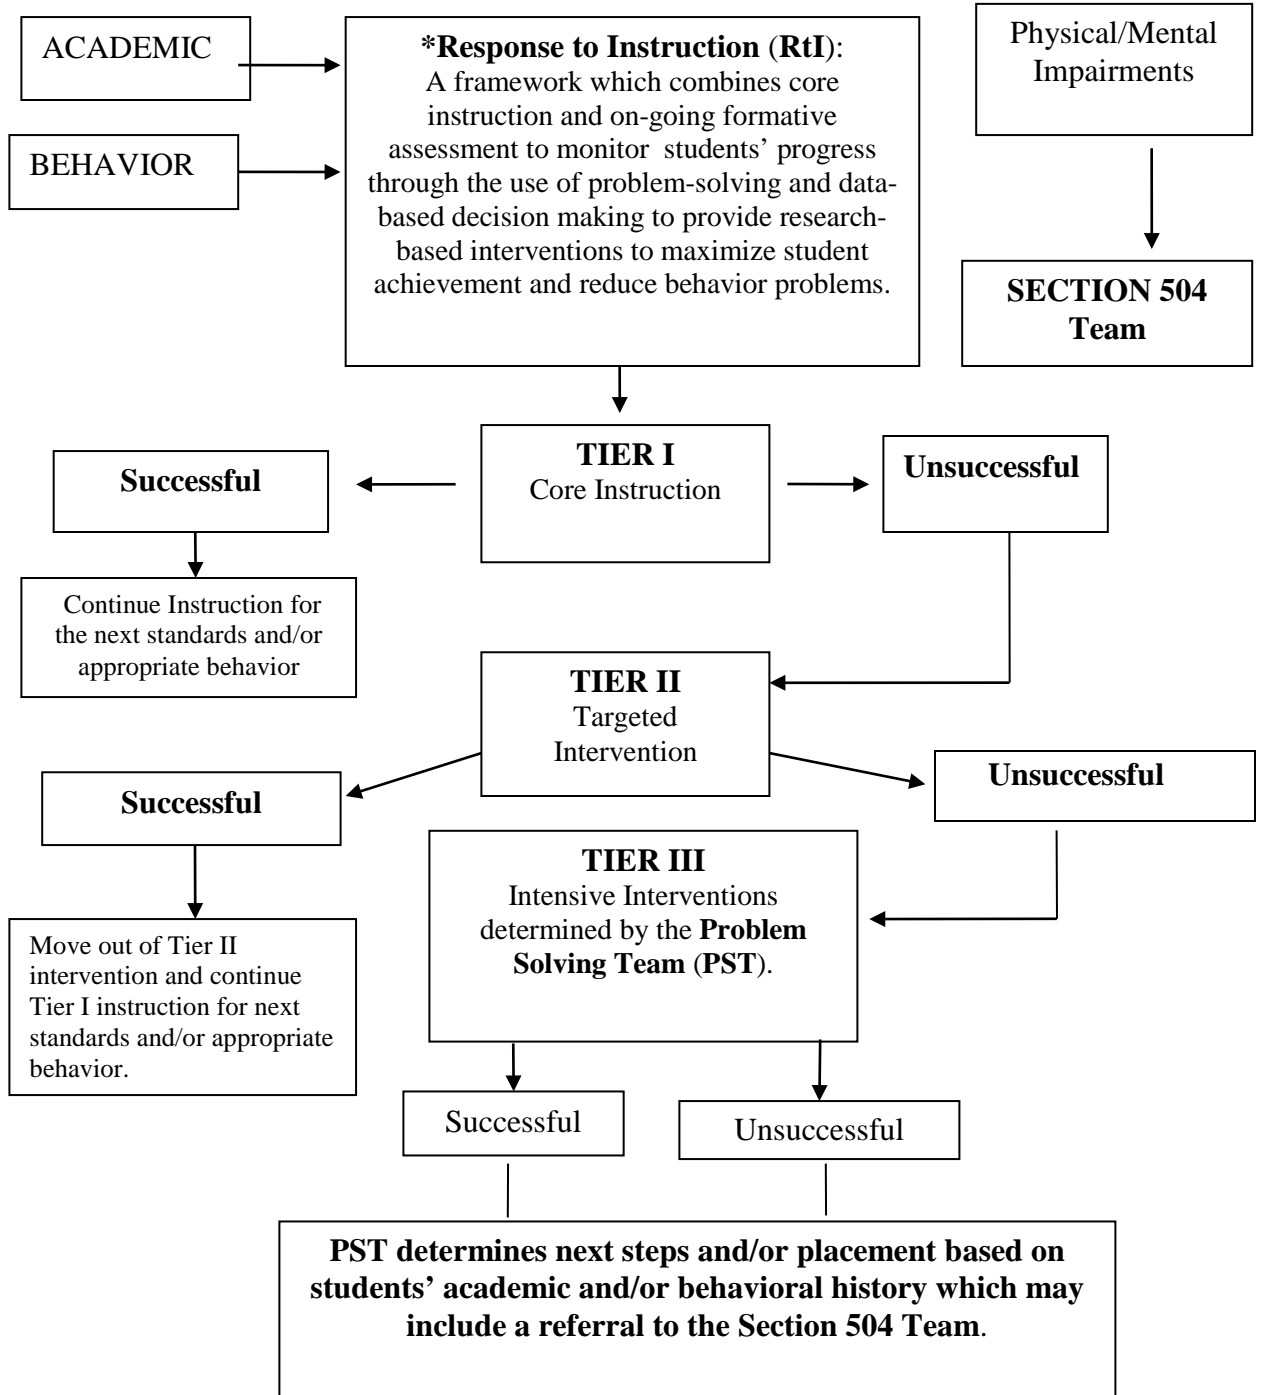 ACADEMIC
BEHAVIOR
*Response to Instruction (RtI):
A framework which combines core
instruction and on-going formative
assessment to monitor students’ progress
through the use of problem-solving and data-
based decision making to provide research-
based interventions to maximize student
achievement and reduce behavior problems.
Physical/Mental
Impairments
SECTION 504
Team
TIER I
Core Instruction
Successful
Unsuccessful
Continue Instruction for
the next standards and/or
appropriate behavior
TIER II
Targeted
Intervention
Successful
Unsuccessful
Move out of Tier II
intervention and continue
Tier I instruction for next
standards and/or appropriate
behavior.
TIER III
Intensive Interventions
determined by the Problem
Solving Team (PST).
Successful
Unsuccessful
PST determines next steps and/or placement based on
students’ academic and/or behavioral history which may
include a referral to the Section 504 Team.